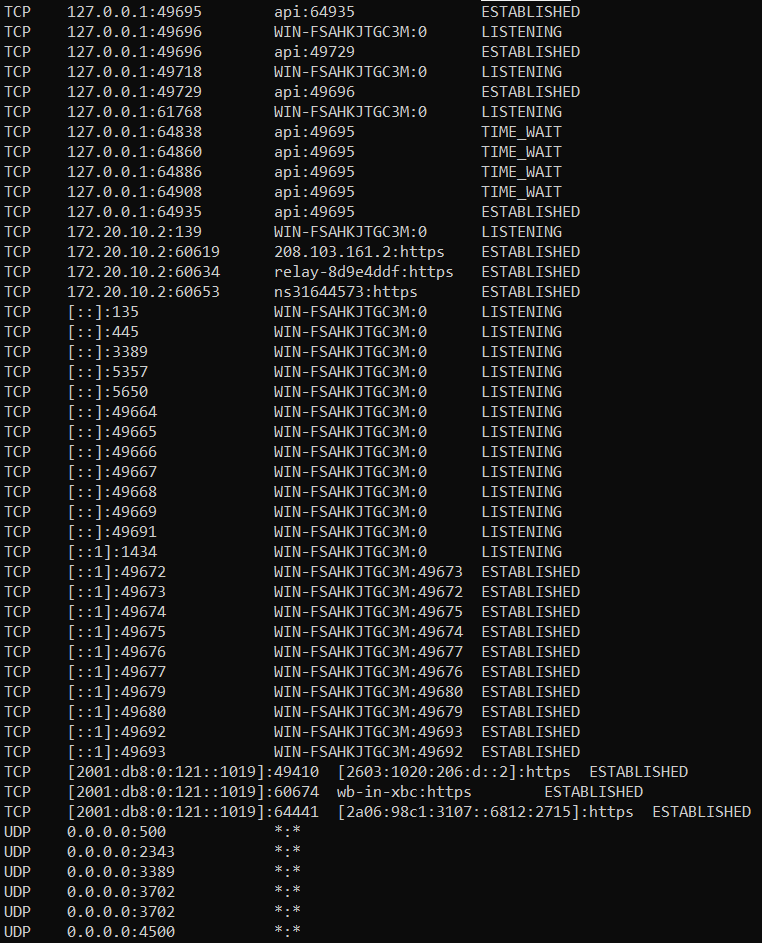 TCP 127.0.0.1:49695 api:64935 ESTABLISHED
TCP 127.0.0.1:49696 WIN-FSAHKJTGC3M:0 LISTENING
TCP 127.0.0.1:49696 api:49729 ESTABLISHED
TCP 127.0.0.1:49718 WIN-FSAHKJTGC3M:0 LISTENING
TCP 127.0.0.1:49729 api:49696 ESTABLISHED
TCP 127.0.0.1:61768 WIN-FSAHKJTGC3M:0 LISTENING
TCP 127.0.0.1:64838 api:49695 TIME_WAIT
TCP 127.0.0.1:64860 api:49695 TIME_WAIT
TCP 127.0.0.1:64886 api:49695 TIME_WAIT
TCP 127.0.0.1:64908 api:49695 TIME_WAIT
TCP 127.0.0.1:64935 api:49695 ESTABLISHED
TCP 172.20.10.2:139 WIN-FSAHKJTGC3M:0 LISTENING
TCP 172.20.10.2:60619 208.103.161.2:https ESTABLISHED
TCP 172.20.10.2:60634 relay-8d9e4ddf:https ESTABLISHED
TCP 172.20.10.2:60653 ns31644573:https ESTABLISHED
TCP [::]:135 WIN-FSAHKJTGC3M:0 LISTENING
TCP [::]:445 WIN-FSAHKJTGC3M:0 LISTENING
TCP [::]:3389 WIN-FSAHKJTGC3M:0 LISTENING
TCP [::]:5357 WIN-FSAHKJTGC3M:0 LISTENING
TCP [::]:5650 WIN-FSAHKJTGC3M:0 LISTENING
TCP [::]:49664 WIN-FSAHKJTGC3M:0 LISTENING
TCP [::]:49665 WIN-FSAHKJTGC3M:0 LISTENING
TCP [::]:49666 WIN-FSAHKJTGC3M:0 LISTENING
TCP [::]:49667 WIN-FSAHKJTGC3M:0 LISTENING
TCP [::]:49668 WIN-FSAHKJTGC3M:0 LISTENING
TCP [::]:49669 WIN-FSAHKJTGC3M:0 LISTENING
TCP [::]:49691 WIN-FSAHKJTGC3M:0 LISTENING
TCP [::1]:1434 WIN-FSAHKJTGC3M:0 LISTENING
TCP [::1]:49672 WIN-FSAHKJTGC3M:49673 ESTABLISHED
TCP [::1]:49673 WIN-FSAHKJTGC3M:49672 ESTABLISHED
TCP [::1]:49674 WIN-FSAHKJTGC3M:49675 ESTABLISHED
TCP [::1]:49675 WIN-FSAHKJTGC3M:49674 ESTABLISHED
TCP [::1]:49676 WIN-FSAHKJTGC3M:49677 ESTABLISHED
TCP [::1]:49677 WIN-FSAHKJTGC3M:49676 ESTABLISHED
TCP [::1]:49679 WIN-FSAHKJTGC3M:49680 ESTABLISHED
TCP [::1]:49680 WIN-FSAHKJTGC3M:49679 ESTABLISHED
TCP [::1]:49692 WIN-FSAHKJTGC3M:49693 ESTABLISHED
TCP [::1]:49693 WIN-FSAHKJTGC3M:49692 ESTABLISHED
TCP [2001:db8:0:121::1019]:49410 [2603:1020:206:d::2]:https ESTABLISHED
TCP [2001:db8:0:121::1019]:60674 wb-in-xbc:https ESTABLISHED
TCP [2001:db8:0:121::1019]:64441 [2a06:98c1:3107::6812:2715]:https ESTABLISHED
UDP 0.0.0.0:500 *:*
UDP 0.0.0.0:2343 *:*
UDP 0.0.0.0:3389 *:*
UDP 0.0.0.0:3702 *:*
UDP 0.0.0.0:3702 *:*
UDP 0.0.0.0:4500 *:*